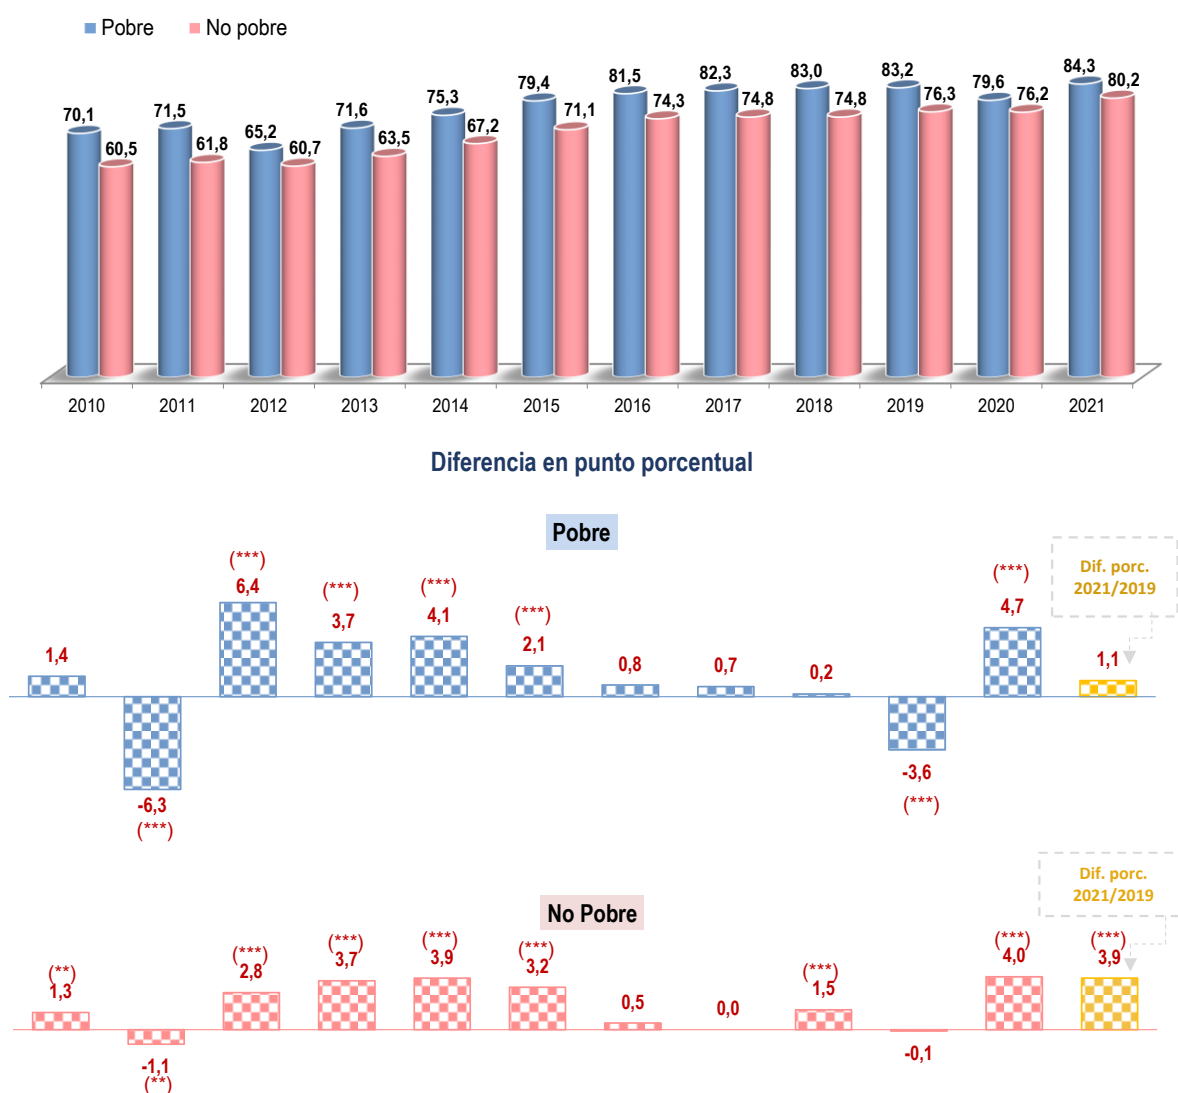 Pobre No pobre
70,1 60,5 71,5 61,8 65,2 60,7 71,6 63,5 75,3 67,2 79,4 71,1 81,5 74,3 82,3 74,8 83,0 74,8 83,2 76,3 79,6 76,2 84,3 80,2
2010 2011 2012 2013 2014 2015 2016 2017 2018 2019 2020 2021
Diferencia en punto porcentual
Pobre
Dif. porc.
2021/2019
(***) (***) (***) (***) (***)
1,4 6,4 3,7 4,1 2,1 0,8 0,7 0,2 4,7 1,1
-6,3 -3,6
(***) (***)
Dif. porc.
2021/2019
No Pobre
(**) (***) (***) (***) (***) (***) (***) (***)
1,3 2,8 3,7 3,9 3,2 0,5 0,0 1,5 4,0 3,9
-1,1 -0,1
(**)